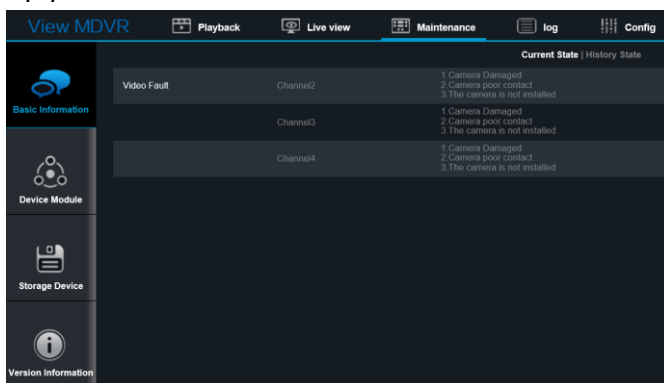 View MDVR Playback Live view Maintenance log Config
Current State | History State
Basic Information
Video Fault Channel2 1.Camera Damaged
2.Camera poor contact
3.The camera is not installed
Channel3 1.Camera Damaged
2.Camera poor contact
3.The camera is not installed
Channel4 1.Camera Damaged
2.Camera poor contact
3.The camera is not installed
Device Module
Storage Device
Version Information